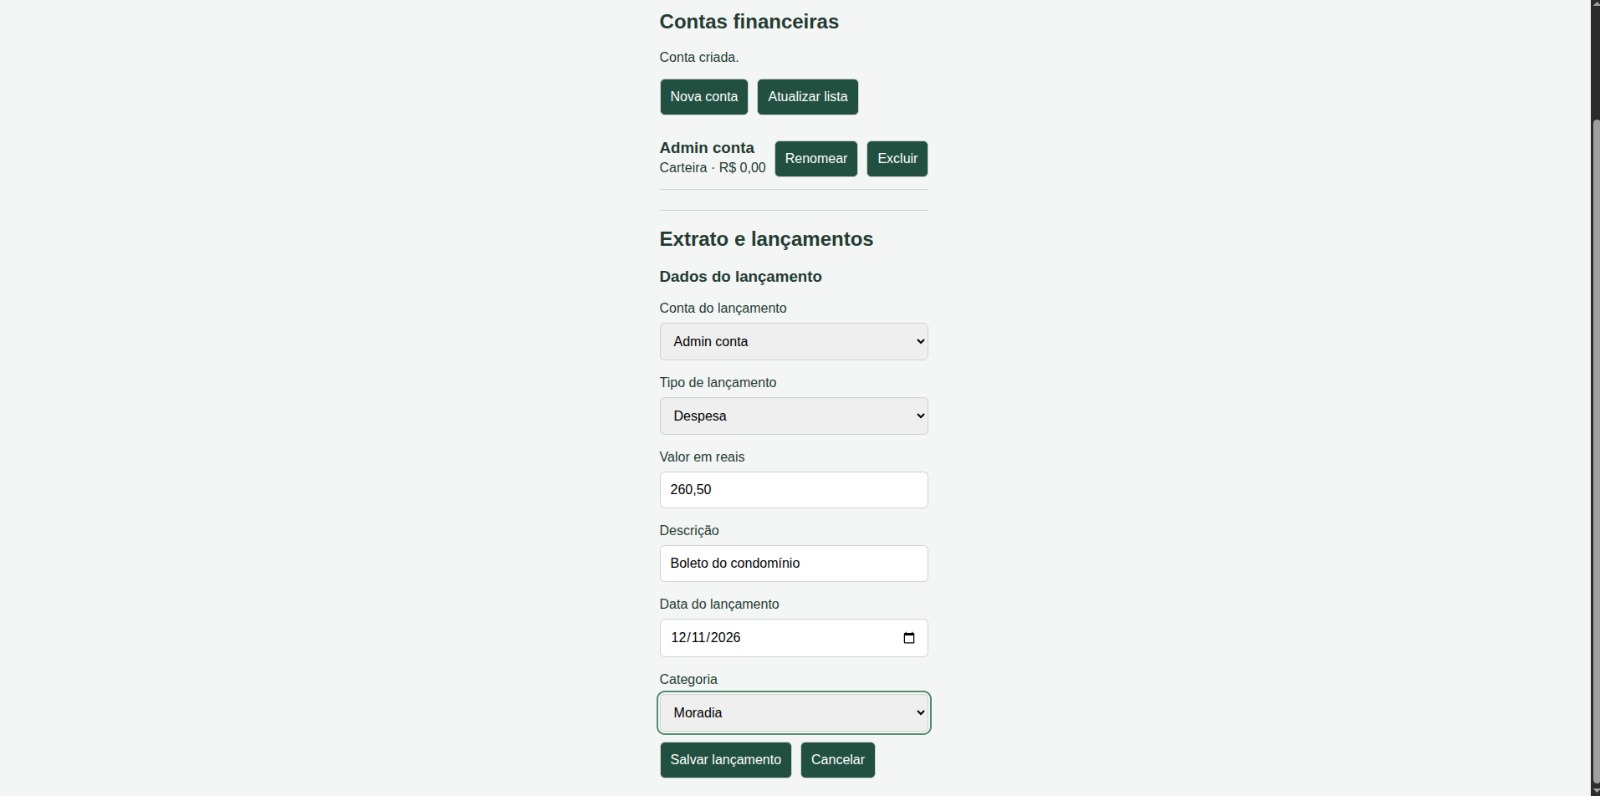 Contas financeiras
Conta criada.
Nova conta Atualizar lista
Admin conta
Carteira · R$ 0,00
Renomear Excluir
Extrato e lançamentos
Dados do lançamento
Conta do lançamento
Admin conta
Tipo de lançamento
Despesa
Valor em reais
260,50
Descrição
Boleto do condomínio
Data do lançamento
12/11/2026
Categoria
Moradia
Salvar lançamento Cancelar